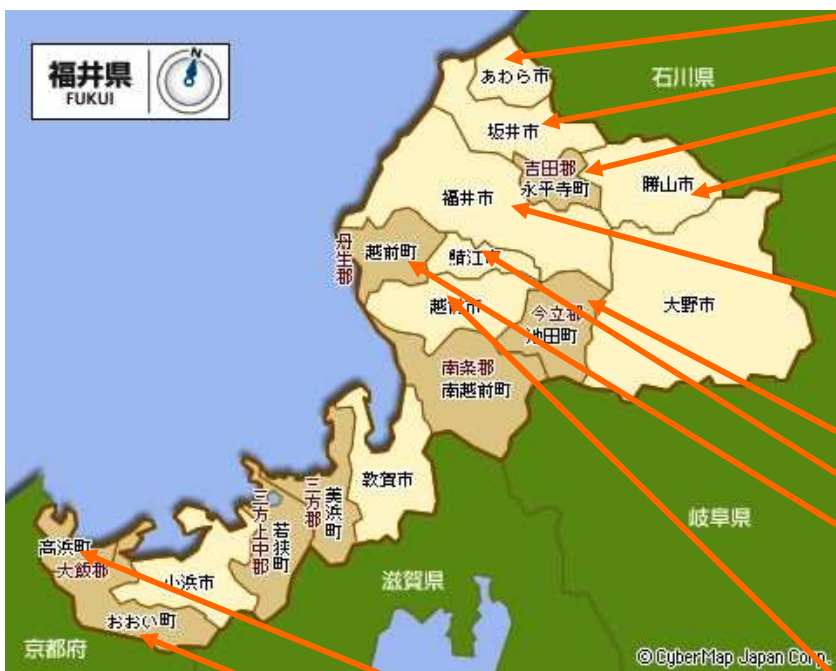 福井県
FUKUI
N
あわら市
石川県
坂井市
吉田郡
永平寺町
勝山市
福井市
丹生郡
越前町
鯖江市
越前市
今立郡
池田町
大野市
南条郡
南越前町
敦賀市
三方郡
美浜町
三方上中郡
若狭町
岐阜県
高浜町
大飯郡
小浜市
滋賀県
おおい町
京都府
©CyberMap Japan Corp.